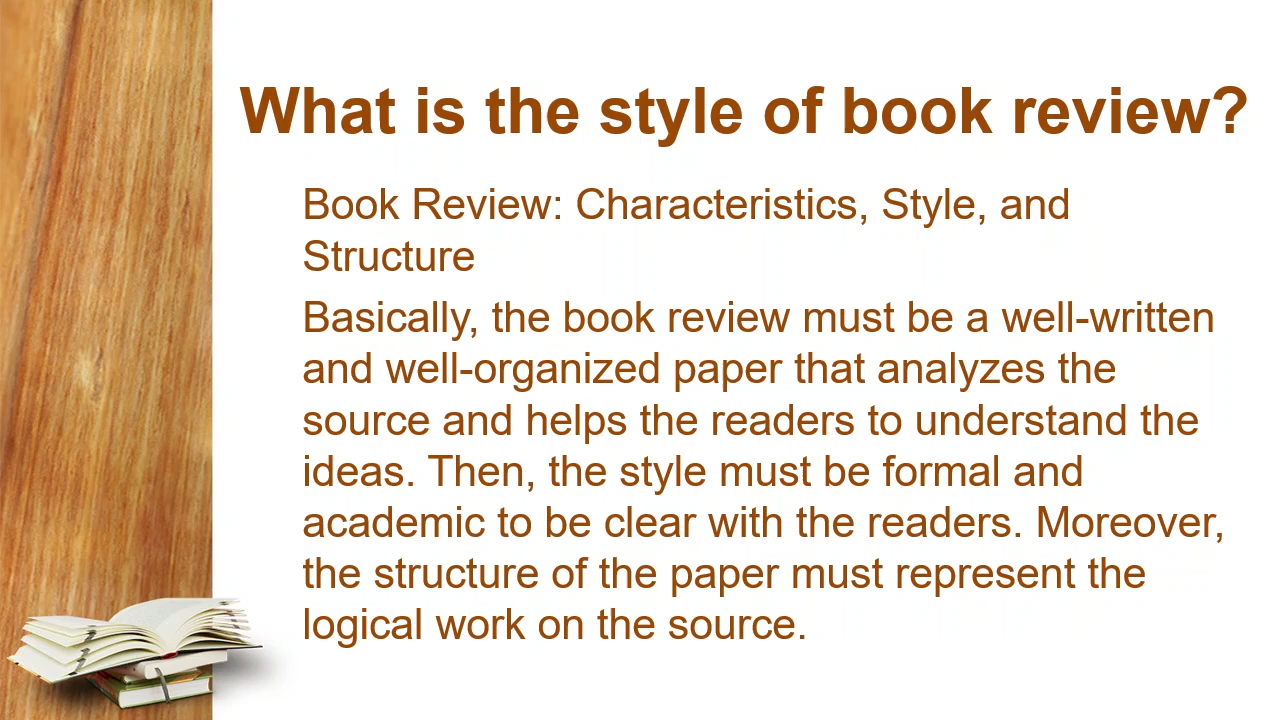 What is the style of book review?
Book Review: Characteristics, Style, and
Structure
Basically, the book review must be a well-written
and well-organized paper that analyzes the
source and helps the readers to understand the
ideas. Then, the style must be formal and
academic to be clear with the readers. Moreover,
the structure of the paper must represent the
logical work on the source.